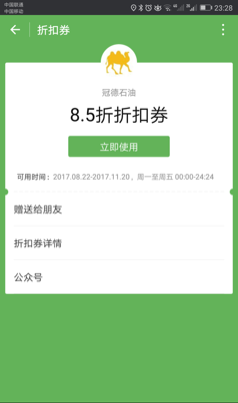 中国联通
中国移动
23:28
折扣券
冠德石油
8.5折折扣券
立即使用
可用时间：2017.08.22-2017.11.20，周一至周五 00:00-24:24
赠送给朋友
折扣券详情
公众号